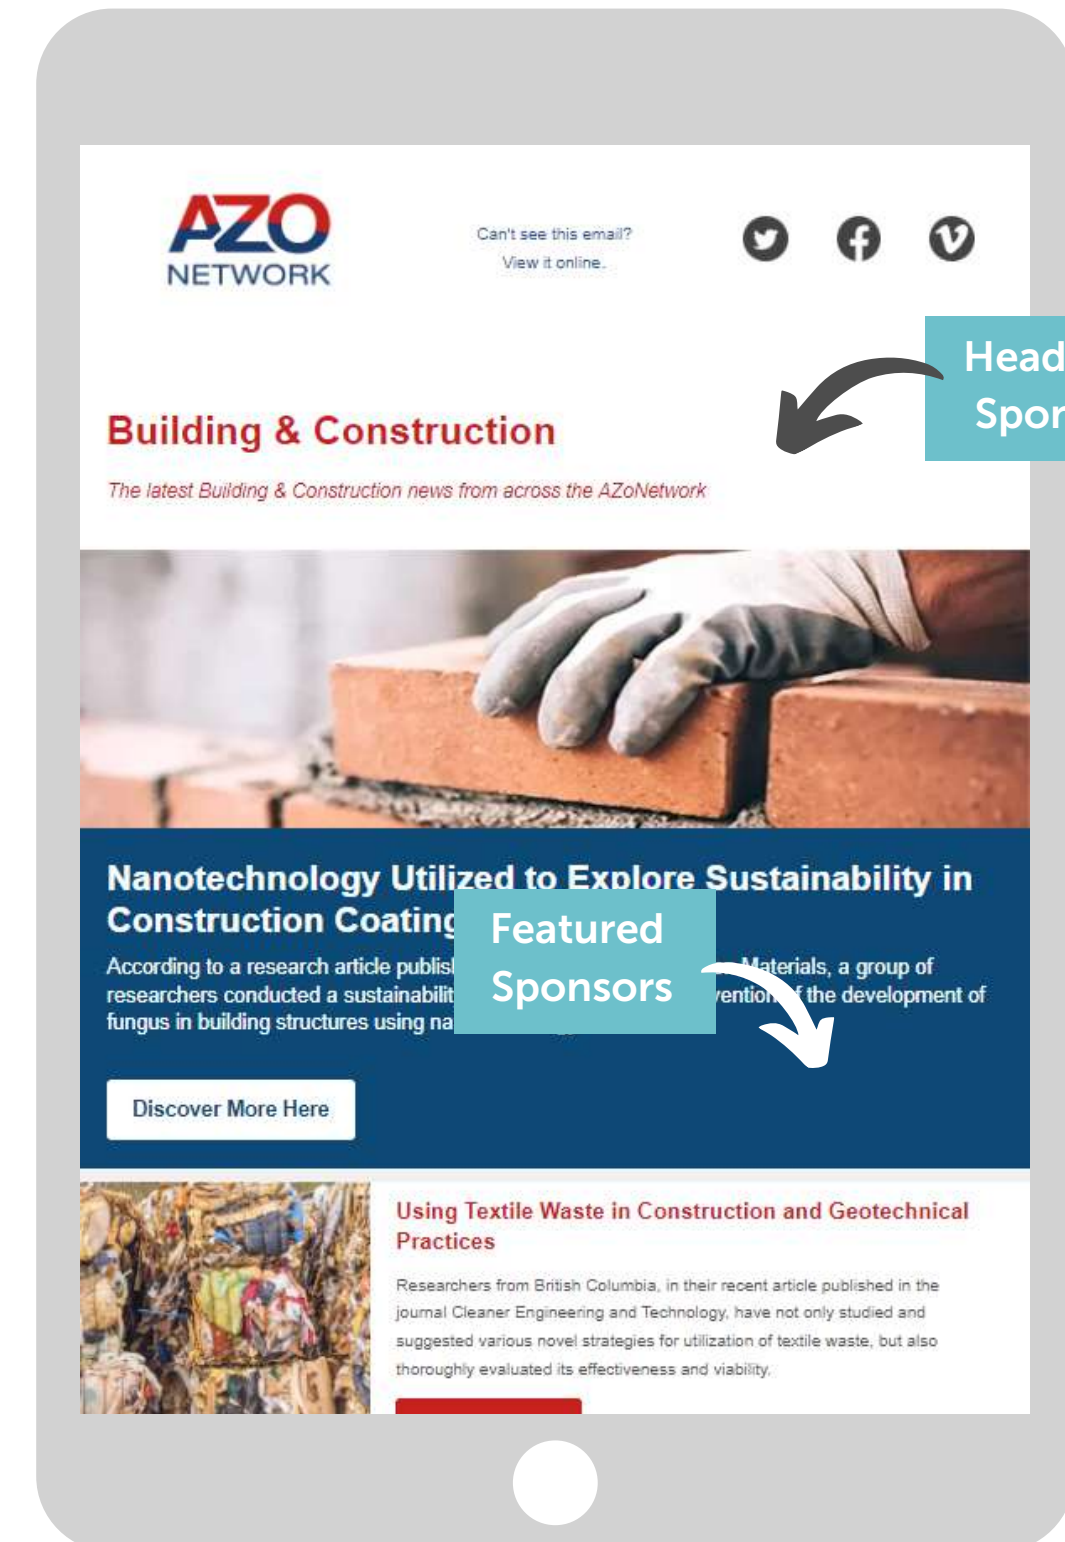 AZO
NETWORK
Can't see this email?
View it online.
Head
Spor
Building & Construction
The latest Building & Construction news from across the AZoNetwork
Nanotechnology Utilized to Explore Sustainability in
Construction Coating
Featured
Sponsors
According to a research article publis Materials, a group of
researchers conducted a sustainabilit vention of the development of
fungus in building structures using na
Discover More Here
Using Textile Waste in Construction and Geotechnical
Practices
Researchers from British Columbia, in their recent article published in the
journal Cleaner Engineering and Technology, have not only studied and
suggested various novel strategies for utilization of textile waste, but also
thoroughly evaluated its effectiveness and viability.